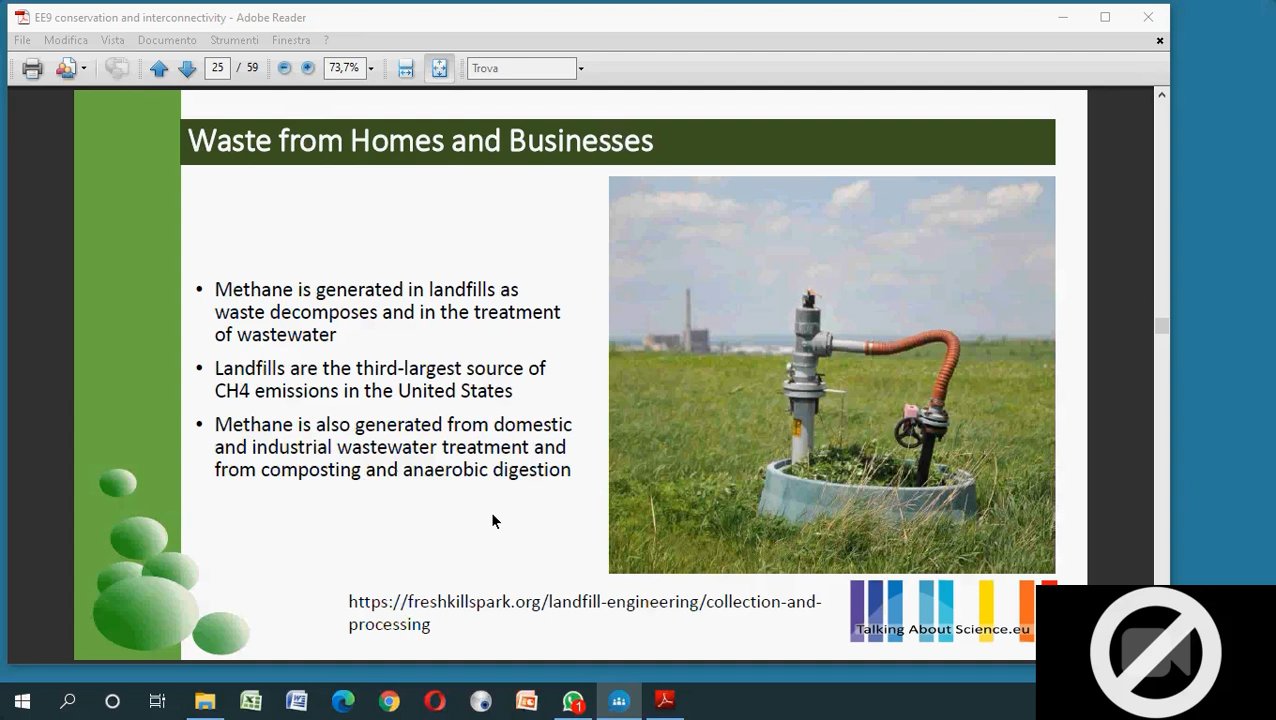 EE9 conservation and interconnectivity - Adobe Reader
File Modifica Vista Documento Strumenti Finestra ?
25 / 59 73,7% Trova
Waste from Homes and Businesses
• Methane is generated in landfills as
waste decomposes and in the treatment
of wastewater
• Landfills are the third-largest source of
CH4 emissions in the United States
• Methane is also generated from domestic
and industrial wastewater treatment and
from composting and anaerobic digestion
https://freshkillspark.org/landfill-engineering/collection-and-
processing
Talking About Science.eu
1